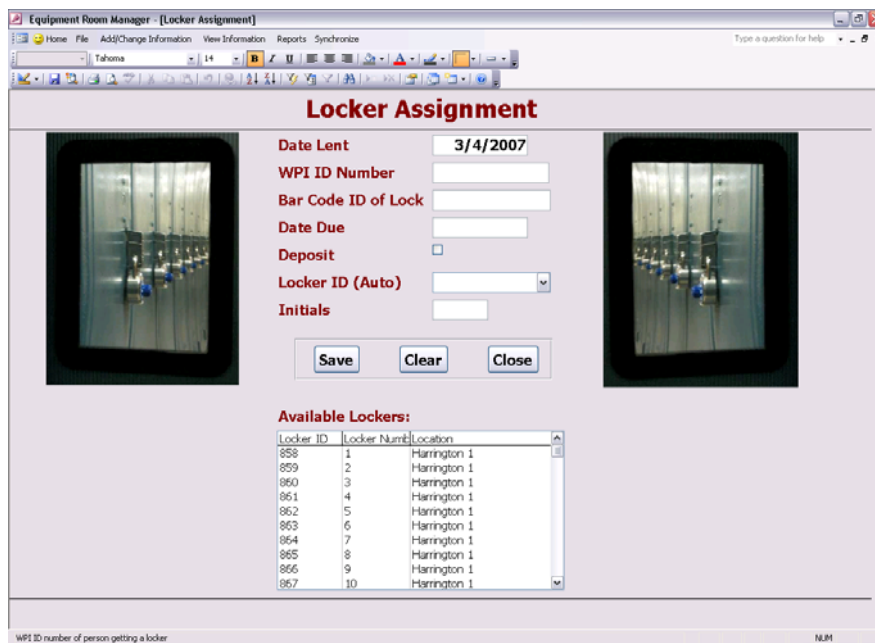 Equipment Room Manager - [Locker Assignment]
Home File Add/Change Information View Information Reports Synchronize
Type a question for help
Tahoma 14 B I U
Locker Assignment
Date Lent 3/4/2007
WPI ID Number
Bar Code ID of Lock
Date Due
Deposit
Locker ID (Auto)
Initials
Save Clear Close
Available Lockers:
Locker ID Locker Numb Location
858 1 Harrington 1
859 2 Harrington 1
860 3 Harrington 1
861 4 Harrington 1
862 5 Harrington 1
863 6 Harrington 1
864 7 Harrington 1
865 8 Harrington 1
866 9 Harrington 1
867 10 Harrington 1
WPI ID number of person getting a locker NUM